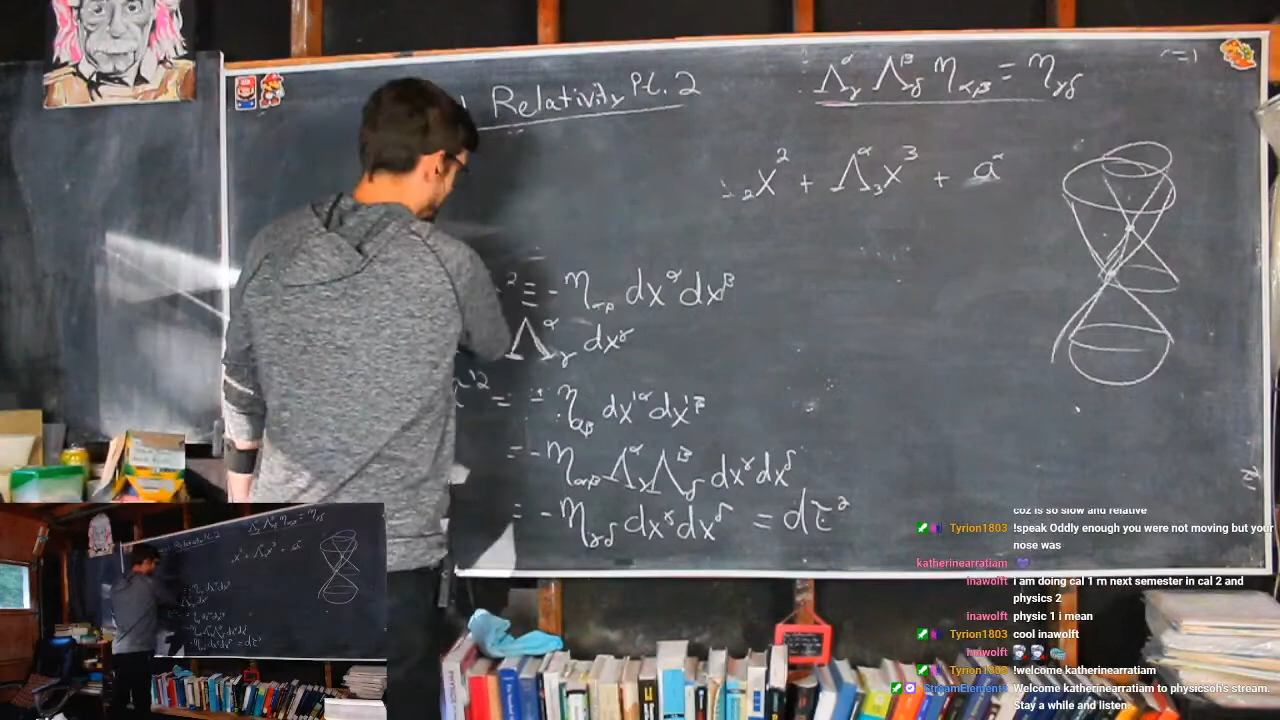 Relativity Pt. 2
Λ^α_γ Λ^β_δ η_αβ = η_γδ
x² + Λ^α_3 x³ + a^α
² ≡ -η_αβ dx^α dx^β
Λ^α_γ dx^γ
'² = -η_αβ dx'^α dx'^β
= -η_αβ Λ^α_γ Λ^β_δ dx^γ dx^δ
= -η_γδ dx^γ dx^δ = dτ²
coz is so slow and relative
Tyrion1803 !speak Oddly enough you were not moving but your
nose was
katherinearratiam
inawolft i am doing cal 1 rn next semester in cal 2 and
physics 2
inawolft physic 1 i mean
Tyrion1803 cool inawolft
inawolft
Tyrion1803 !welcome katherinearratiam
StreamElements Welcome katherinearratiam to physicsoh's stream.
Stay a while and listen.